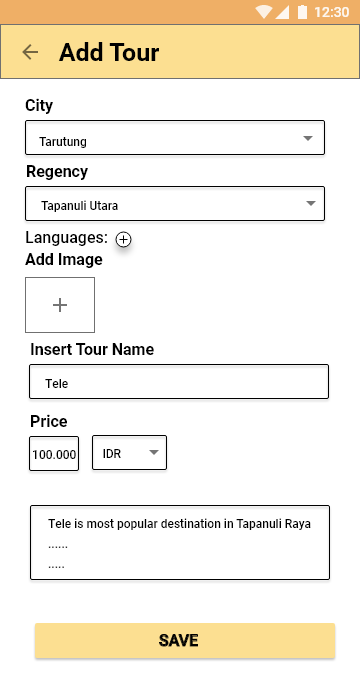 12:30
Add Tour
City
Tarutung
Regency
Tapanuli Utara
Languages:
Add Image
Insert Tour Name
Tele
Price
100.000 IDR
Tele is most popular destination in Tapanuli Raya
......
.....
SAVE